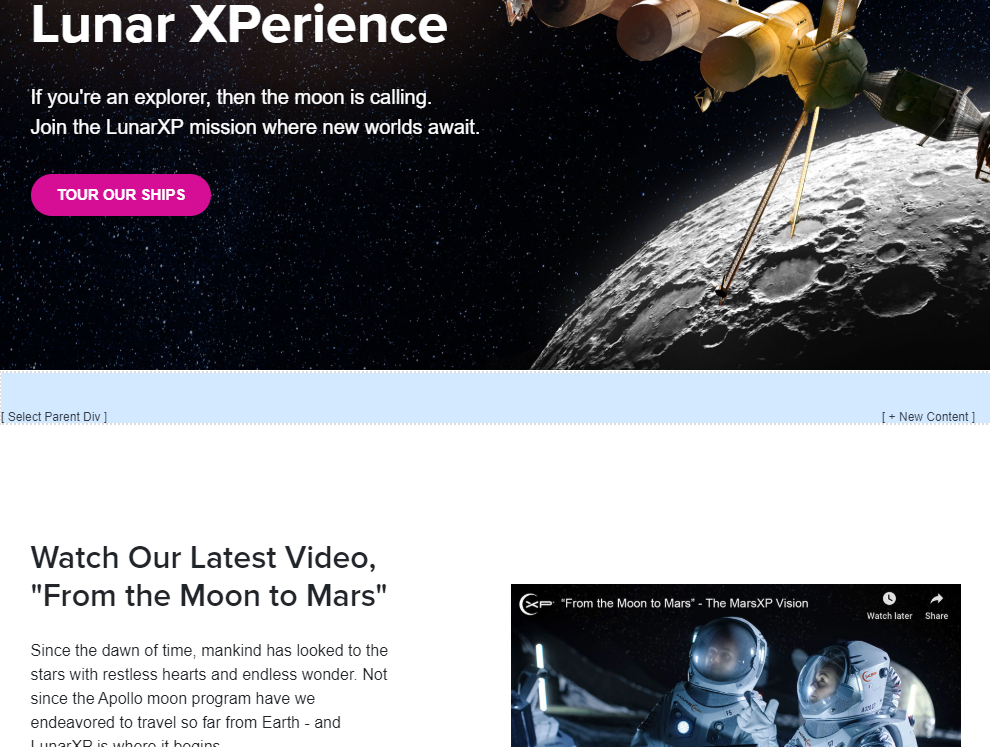 Lunar XPerience
If you're an explorer, then the moon is calling.
Join the LunarXP mission where new worlds await.
TOUR OUR SHIPS
[ Select Parent Div ]
[ + New Content ]
Watch Our Latest Video,
"From the Moon to Mars"
Since the dawn of time, mankind has looked to the
stars with restless hearts and endless wonder. Not
since the Apollo moon program have we
endeavored to travel so far from Earth - and
LunarXP is where it begins.
XP
“From the Moon to Mars” - The MarsXP Vision
Watch later
Share